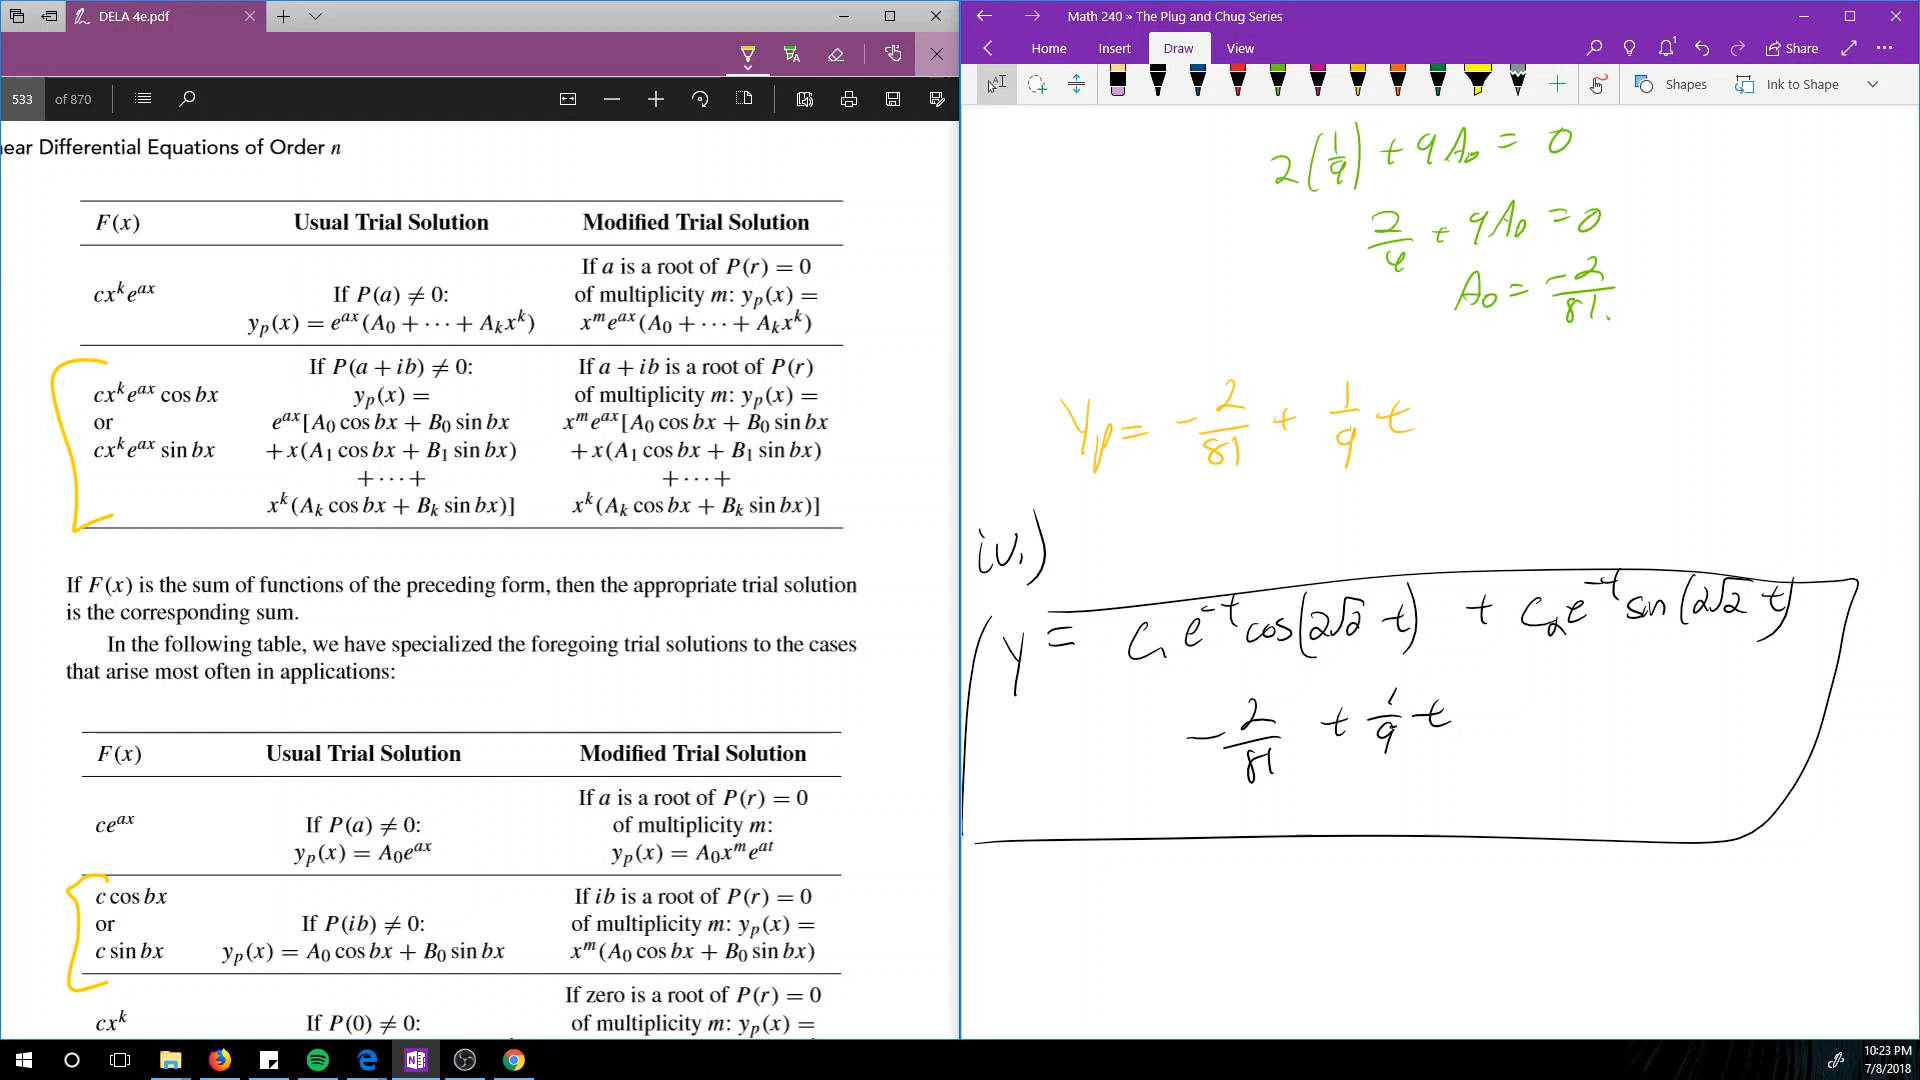 DELA 4e.pdf
533 of 870
near Differential Equations of Order n
F(x) Usual Trial Solution Modified Trial Solution
If a is a root of P(r) = 0
cx^k e^{ax} If P(a) ≠ 0: of multiplicity m: y_p(x) =
y_p(x) = e^{ax}(A_0 + ··· + A_k x^k) x^m e^{ax}(A_0 + ··· + A_k x^k)
If P(a + ib) ≠ 0: If a + ib is a root of P(r)
cx^k e^{ax} cos bx y_p(x) = of multiplicity m: y_p(x) =
or e^{ax}[A_0 cos bx + B_0 sin bx x^m e^{ax}[A_0 cos bx + B_0 sin bx
cx^k e^{ax} sin bx +x(A_1 cos bx + B_1 sin bx) +x(A_1 cos bx + B_1 sin bx)
+···+ +···+
x^k(A_k cos bx + B_k sin bx)] x^k(A_k cos bx + B_k sin bx)]
If F(x) is the sum of functions of the preceding form, then the appropriate trial solution
is the corresponding sum.
In the following table, we have specialized the foregoing trial solutions to the cases
that arise most often in applications:
F(x) Usual Trial Solution Modified Trial Solution
If a is a root of P(r) = 0
ce^{ax} If P(a) ≠ 0: of multiplicity m:
y_p(x) = A_0e^{ax} y_p(x) = A_0x^m e^{at}
c cos bx If ib is a root of P(r) = 0
or If P(ib) ≠ 0: of multiplicity m: y_p(x) =
c sin bx y_p(x) = A_0 cos bx + B_0 sin bx x^m(A_0 cos bx + B_0 sin bx)
If zero is a root of P(r) = 0
cx^k If P(0) ≠ 0: of multiplicity m: y_p(x) =
Math 240 » The Plug and Chug Series
Home Insert Draw View 1 Share
Shapes Ink to Shape
2(1/9) + 9A_0 = 0
2/9 + 9A_0 = 0
A_0 = -2/81.
y_p = -2/81 + 1/9 t
iv.)
y = C_1 e^{-t} cos(2√2 t) + C_2 e^{-t} sin(2√2 t)
-2/81 + 1/9 t
10:23 PM
7/8/2018